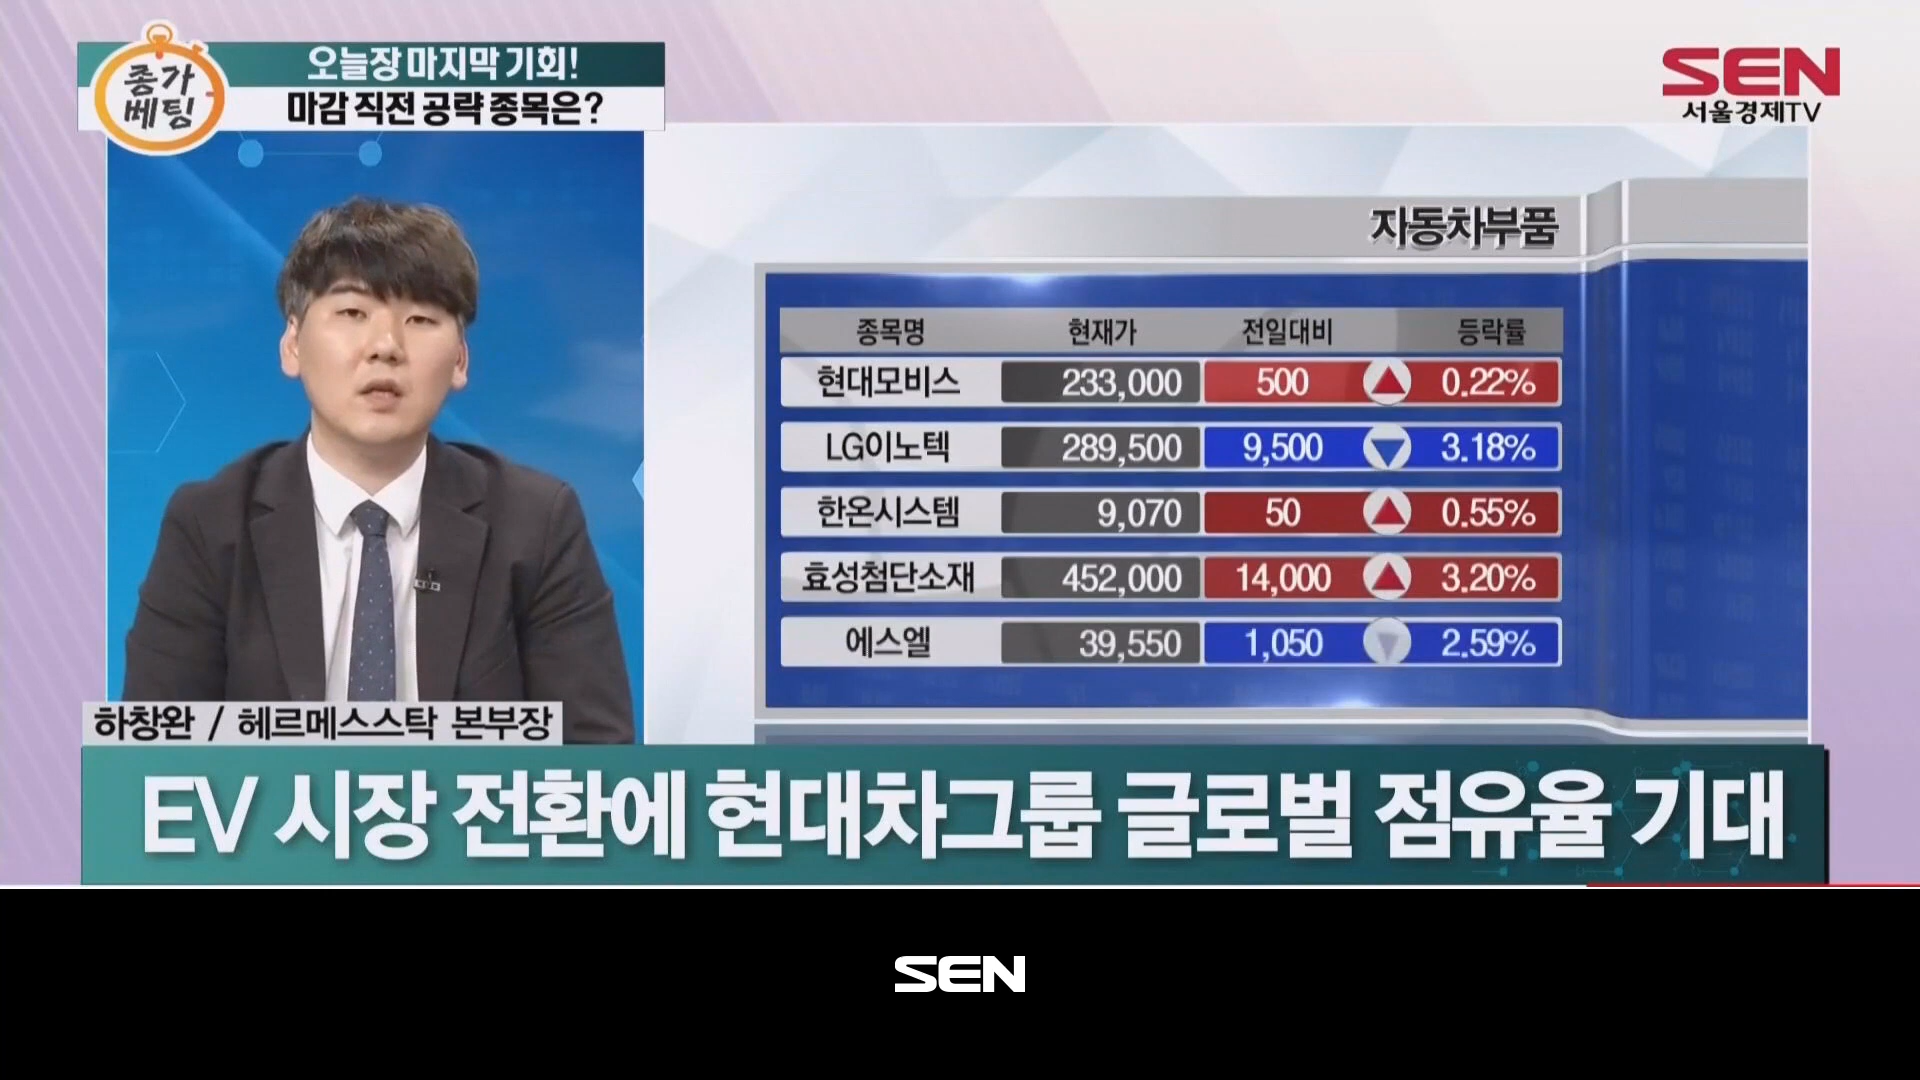 종가
베팅
오늘장 마지막 기회!
마감 직전 공략 종목은?
SEN
서울경제TV
자동차부품
종목명 현재가 전일대비 등락률
현대모비스 233,000 500 ▲ 0.22%
LG이노텍 289,500 9,500 ▼ 3.18%
한온시스템 9,070 50 ▲ 0.55%
효성첨단소재 452,000 14,000 ▲ 3.20%
에스엘 39,550 1,050 ▼ 2.59%
하창완 / 헤르메스스탁 본부장
EV 시장 전환에 현대차그룹 글로벌 점유율 기대
SEN